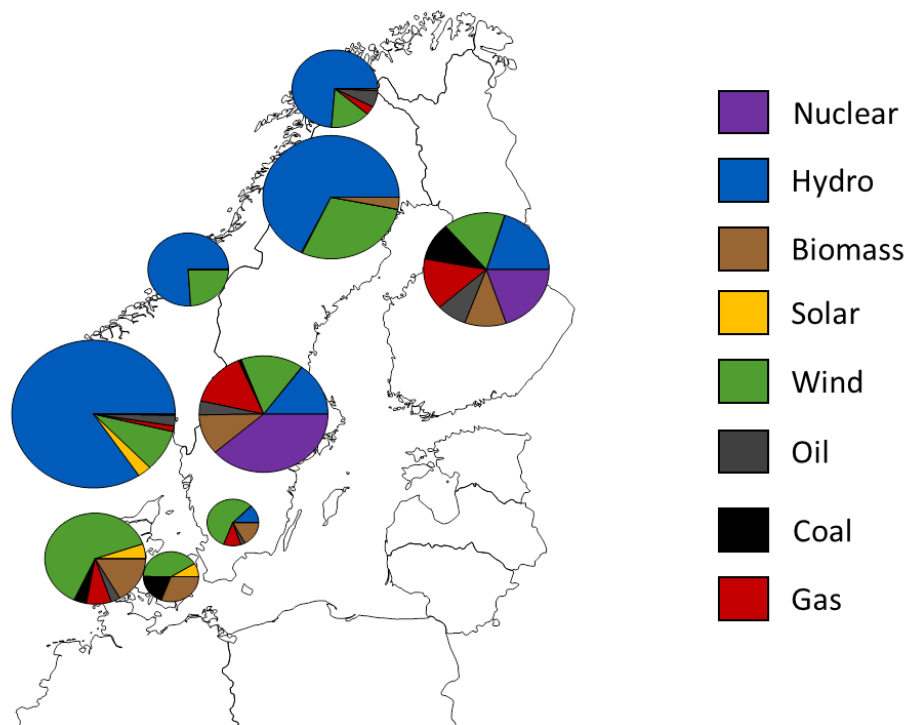 Nuclear
Hydro
Biomass
Solar
Wind
Oil
Coal
Gas